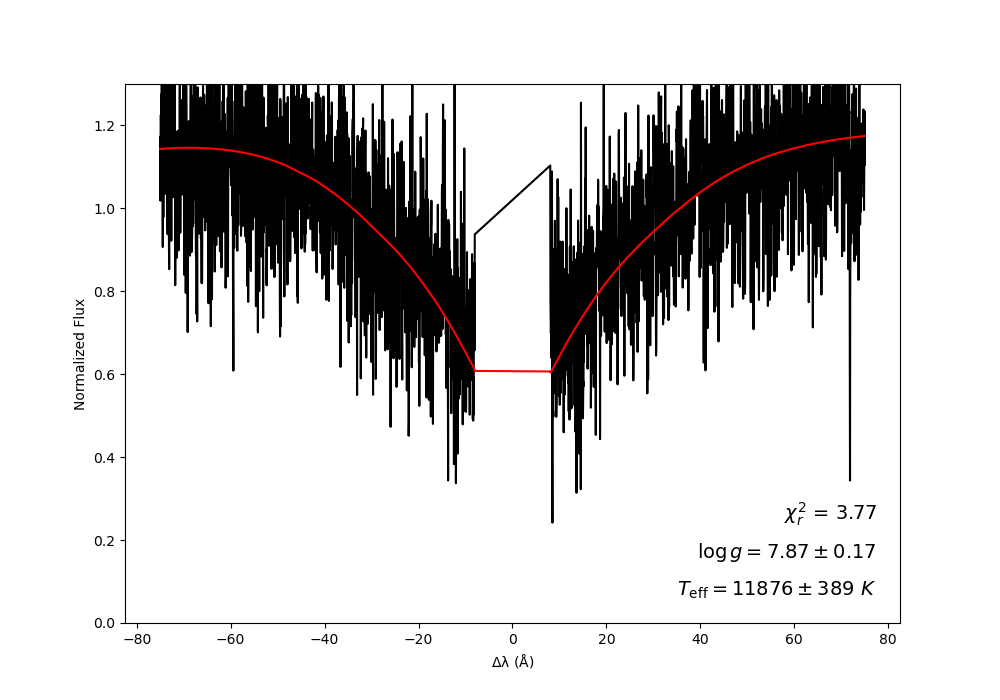 1.2
1.0
0.8
0.6
0.4
0.2
0.0
Normalized Flux
χ²ᵣ = 3.77
log g = 7.87 ± 0.17
T_eff = 11876 ± 389 K
−80 −60 −40 −20 0 20 40 60 80
Δλ (Å)